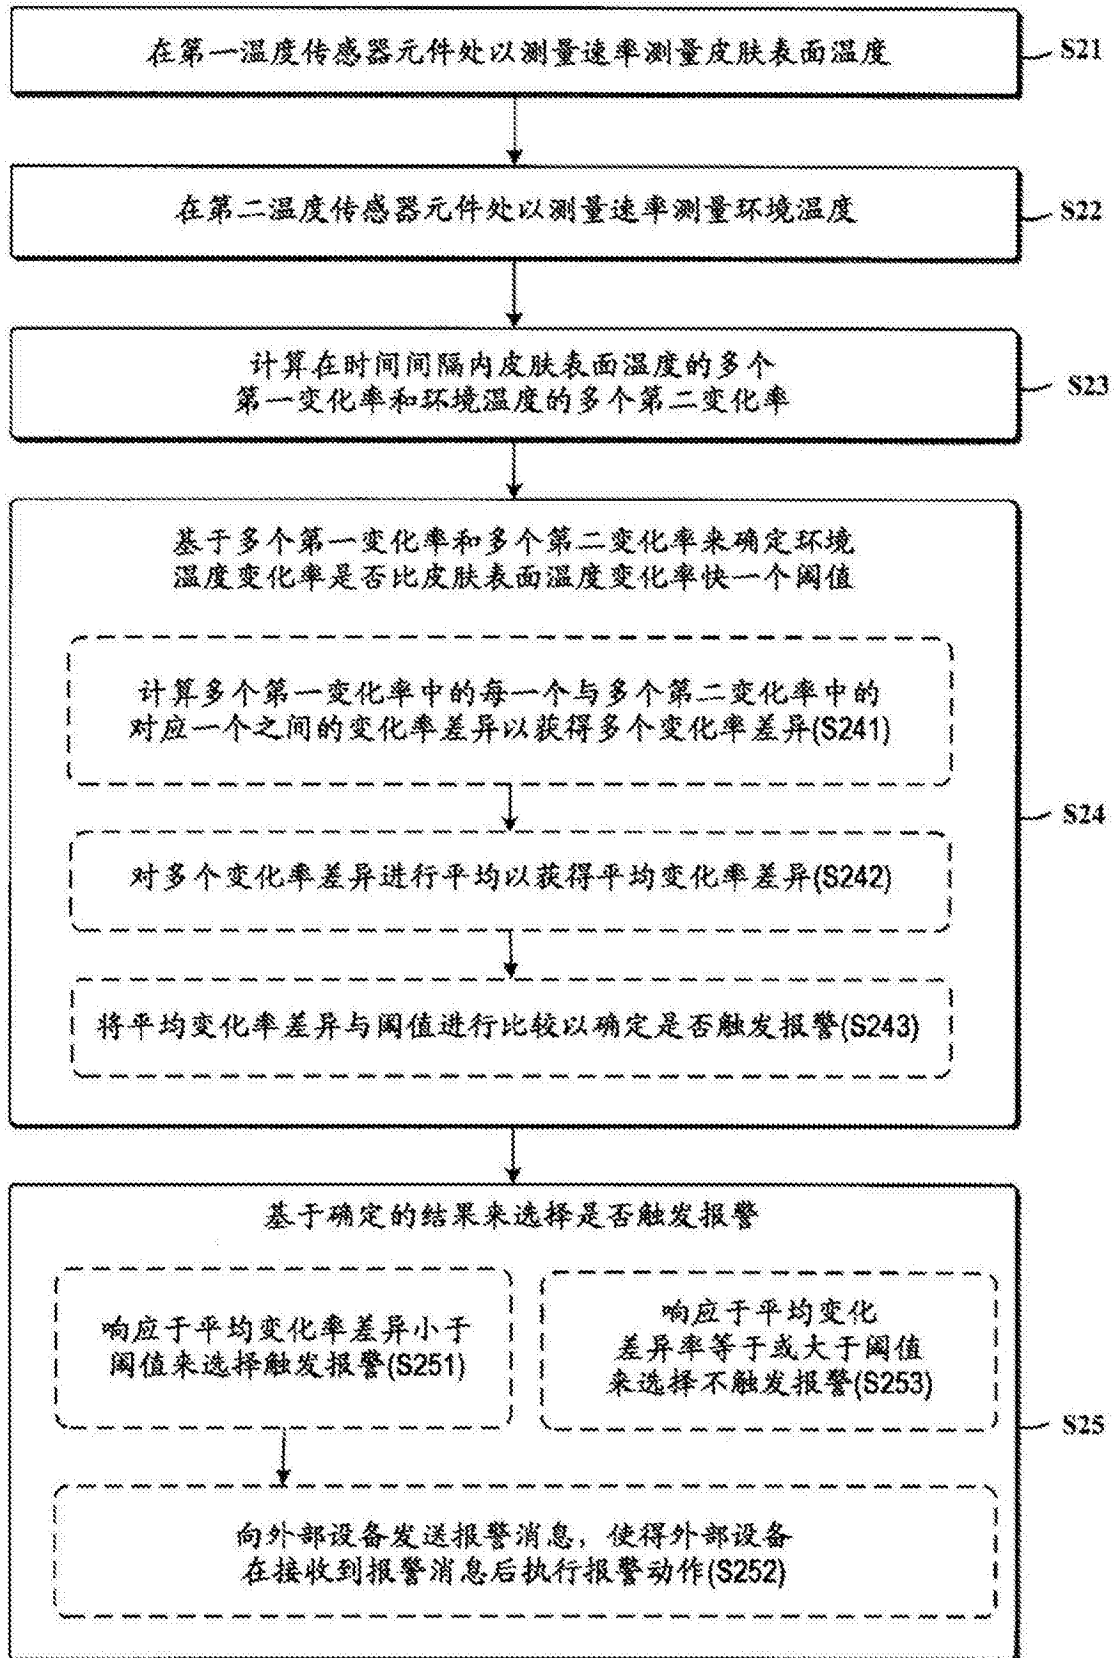 在第一温度传感器元件处以测量速率测量皮肤表面温度
S21
在第二温度传感器元件处以测量速率测量环境温度
S22
计算在时间间隔内皮肤表面温度的多个
第一变化率和环境温度的多个第二变化率
S23
基于多个第一变化率和多个第二变化率来确定环境
温度变化率是否比皮肤表面温度变化率快一个阈值
计算多个第一变化率中的每一个与多个第二变化率中的
对应一个之间的变化率差异以获得多个变化率差异(S241)
对多个变化率差异进行平均以获得平均变化率差异(S242)
将平均变化率差异与阈值进行比较以确定是否触发报警(S243)
S24
基于确定的结果来选择是否触发报警
响应于平均变化率差异小于
阈值来选择触发报警(S251)
响应于平均变化
差异率等于或大于阈值
来选择不触发报警(S253)
S25
向外部设备发送报警消息，使得外部设备
在接收到报警消息后执行报警动作(S252)